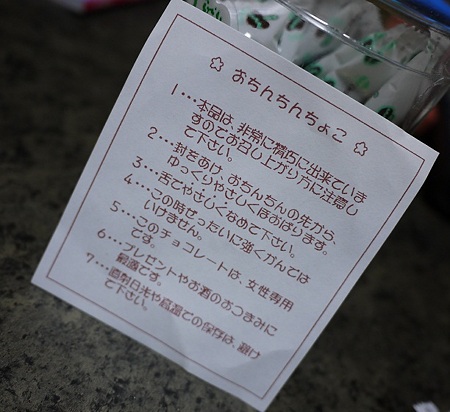 ☆ おちんちんちょこ ☆
1・・・本品は、非常に精巧に出来ていま
すのでお召し上がり方に注意し
て下さい。
2・・・封をあけ、おちんちんの先から、
ゆっくりやさしくほおばります。
3・・・舌でやさしくなめて下さい。
4・・・この時ぜったいに強くかんでは
いけません。
5・・・このチョコレートは、女性専用
です。
6・・・プレゼントやお酒のおつまみに
最適です。
7・・・直射日光や高温での保存は、避け
て下さい。